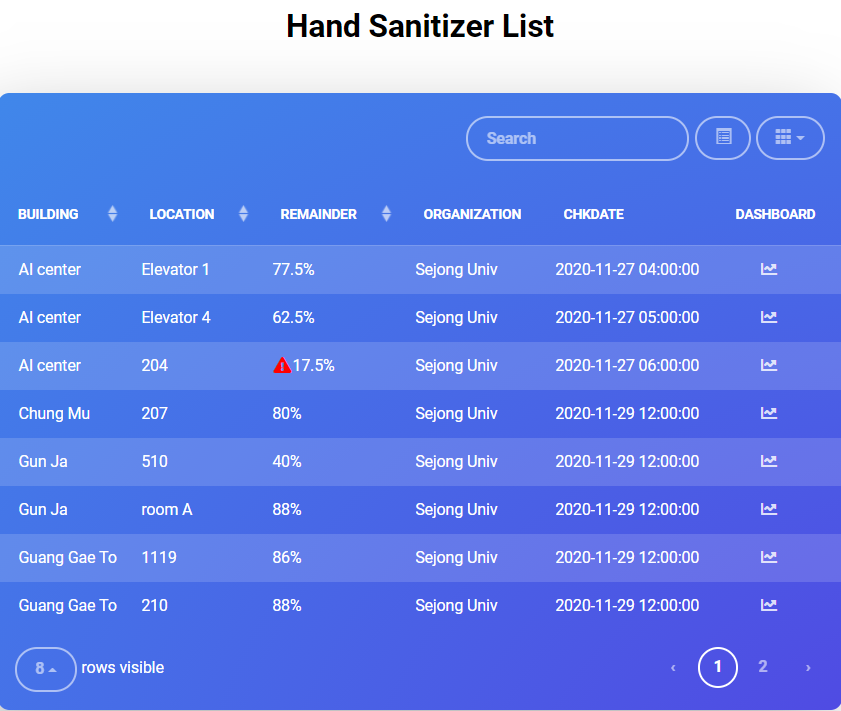 Hand Sanitizer List
Search
BUILDING LOCATION REMAINDER ORGANIZATION CHKDATE DASHBOARD
AI center Elevator 1 77.5% Sejong Univ 2020-11-27 04:00:00
AI center Elevator 4 62.5% Sejong Univ 2020-11-27 05:00:00
AI center 204 17.5% Sejong Univ 2020-11-27 06:00:00
Chung Mu 207 80% Sejong Univ 2020-11-29 12:00:00
Gun Ja 510 40% Sejong Univ 2020-11-29 12:00:00
Gun Ja room A 88% Sejong Univ 2020-11-29 12:00:00
Guang Gae To 1119 86% Sejong Univ 2020-11-29 12:00:00
Guang Gae To 210 88% Sejong Univ 2020-11-29 12:00:00
8 rows visible ‹ 1 2 ›